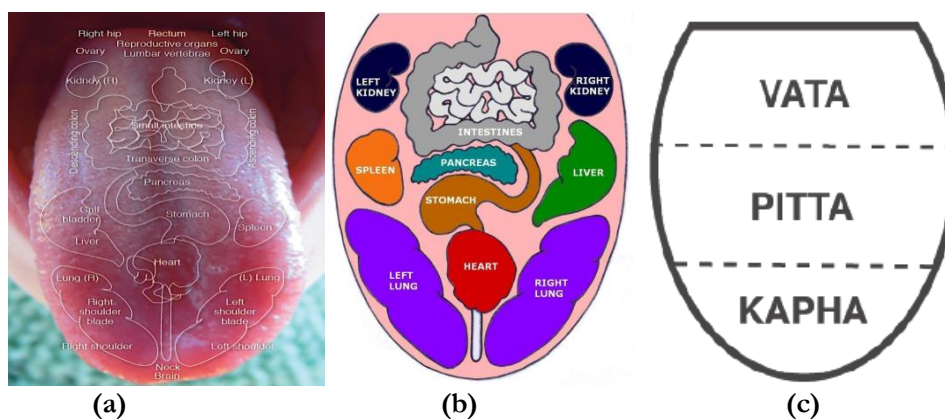 Right hip Rectum Left hip
Reproductive organs
Ovary Lumbar vertebrae Ovary
Kidney (R) Kidney (L)
Descending colon
Ascending colon
Small intestine
Transverse colon
Pancreas
Gall bladder
Stomach
Liver
Spleen
Heart
Lung (R) (L) Lung
Right shoulder blade
Left shoulder blade
Right shoulder Left shoulder
Neck
Brain
(a)
LEFT KIDNEY
RIGHT KIDNEY
INTESTINES
SPLEEN
PANCREAS
LIVER
STOMACH
LEFT LUNG
HEART
RIGHT LUNG
(b)
VATA
PITTA
KAPHA
(c)